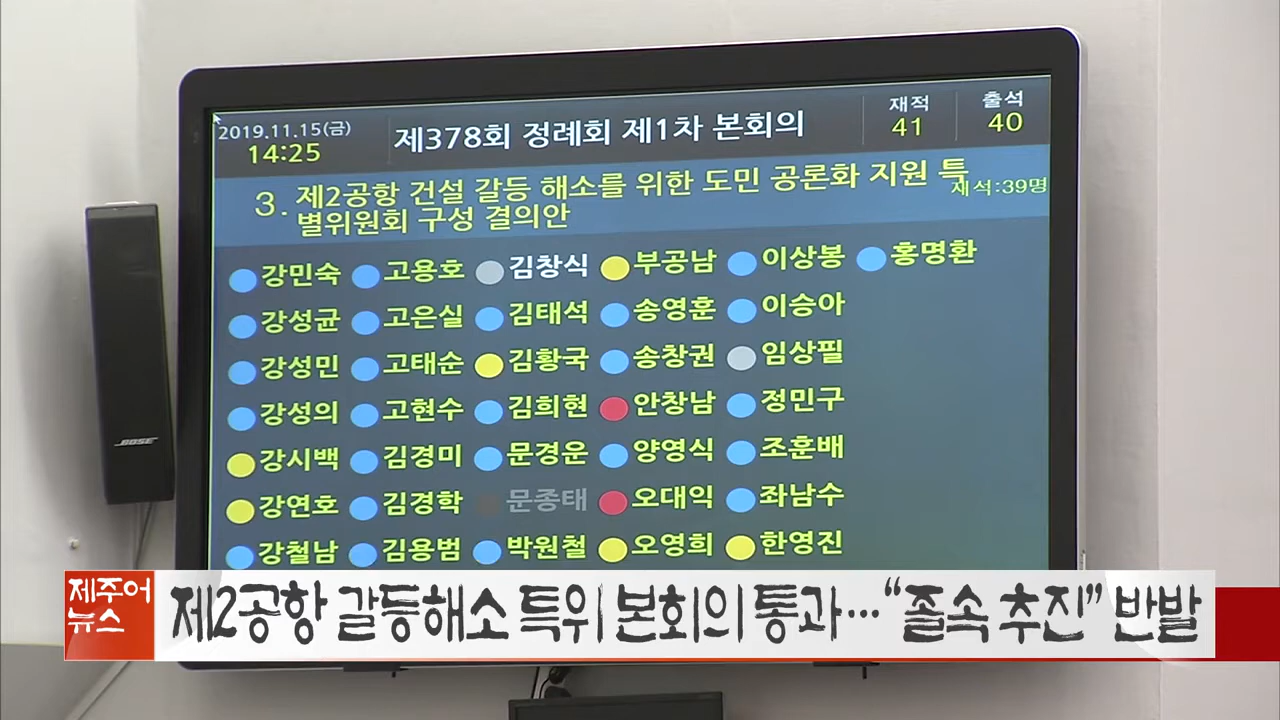 2019.11.15(금)
14:25
제378회 정례회 제1차 본회의
재적
41
출석
40
3. 제2공항 건설 갈등 해소를 위한 도민 공론화 지원 특
별위원회 구성 결의안
재석:39명
강민숙 고용호 김창식 부공남 이상봉 홍명환
강성균 고은실 김태석 송영훈 이승아
강성민 고태순 김황국 송창권 임상필
강성의 고현수 김희현 안창남 정민구
강시백 김경미 문경운 양영식 조훈배
강연호 김경학 문종태 오대익 좌남수
강철남 김용범 박원철 오영희 한영진
BOSE
제주어
뉴스
제2공항 갈등해소 특위 본회의 통과…“졸속 추진” 반발